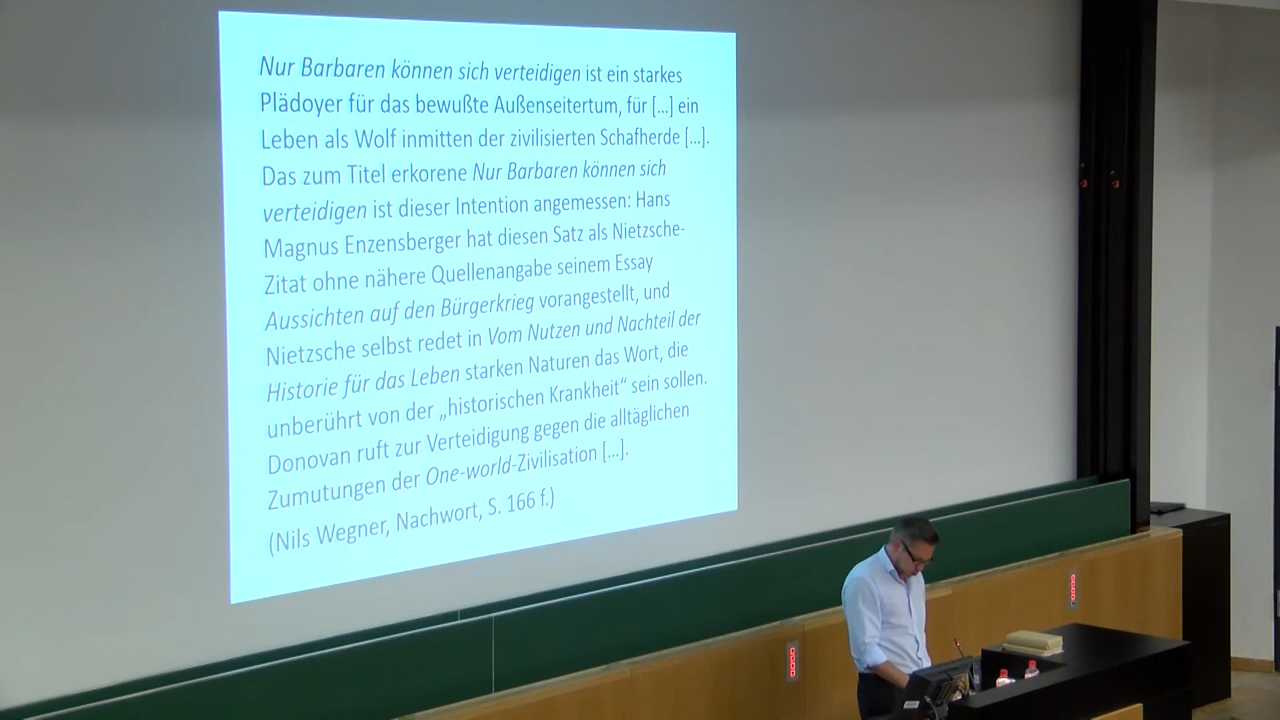 Nur Barbaren können sich verteidigen ist ein starkes
Plädoyer für das bewußte Außenseitertum, für [...] ein
Leben als Wolf inmitten der zivilisierten Schafherde [...].
Das zum Titel erkorene Nur Barbaren können sich
verteidigen ist dieser Intention angemessen: Hans
Magnus Enzensberger hat diesen Satz als Nietzsche-
Zitat ohne nähere Quellenangabe seinem Essay
Aussichten auf den Bürgerkrieg vorangestellt, und
Nietzsche selbst redet in Vom Nutzen und Nachteil der
Historie für das Leben starken Naturen das Wort, die
unberührt von der „historischen Krankheit“ sein sollen.
Donovan ruft zur Verteidigung gegen die alltäglichen
Zumutungen der One-world-Zivilisation [...].
(Nils Wegner, Nachwort, S. 166 f.)